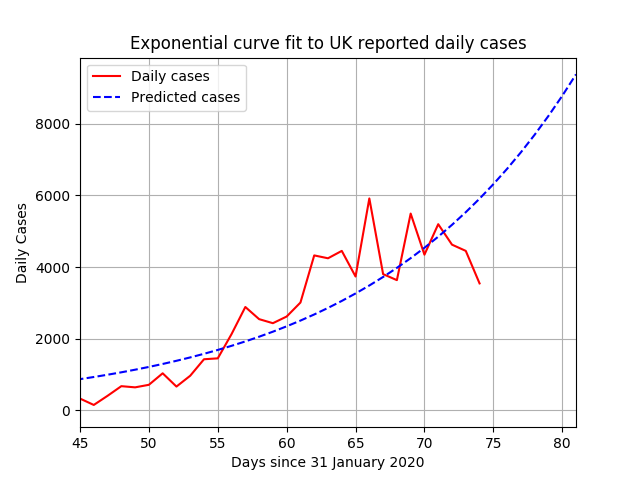 Exponential curve fit to UK reported daily cases
Daily cases
Predicted cases
Daily Cases
8000
6000
4000
2000
0
45 50 55 60 65 70 75 80
Days since 31 January 2020